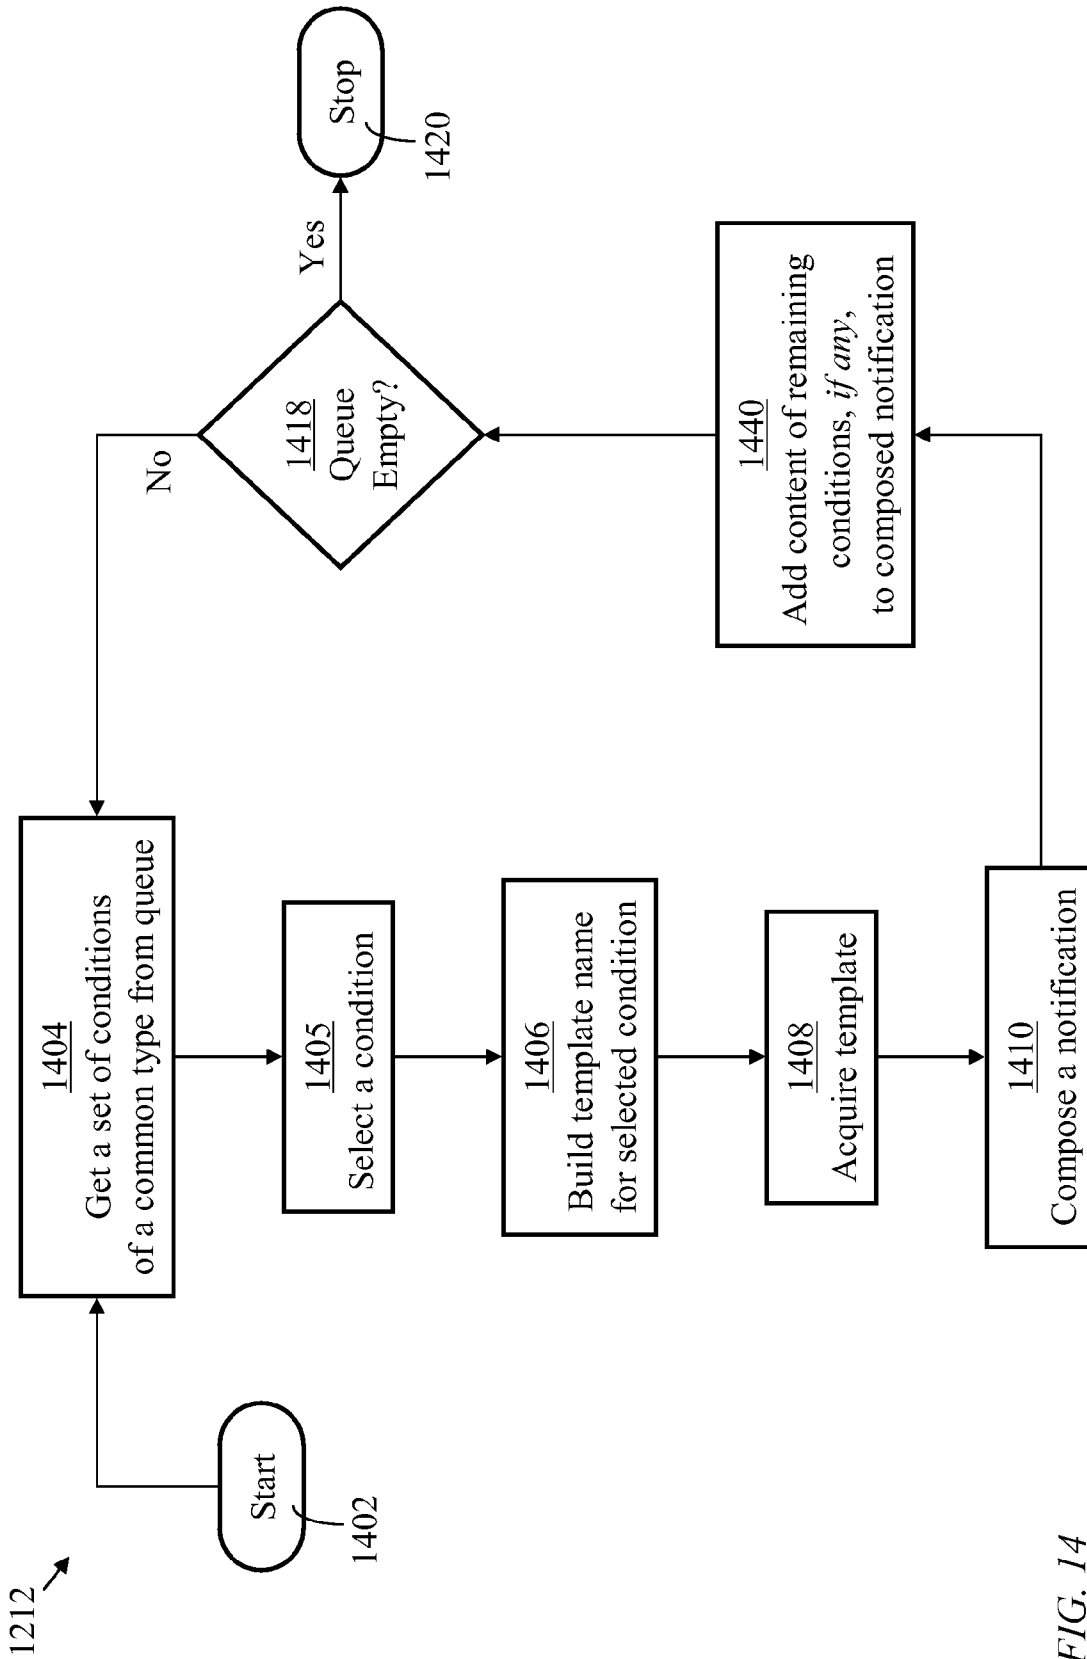 1212
Start
1402
1404
Get a set of conditions
of a common type from queue
1405
Select a condition
1406
Build template name
for selected condition
1408
Acquire template
1410
Compose a notification
1440
Add content of remaining
conditions, if any,
to composed notification
1418
Queue
Empty?
No
Yes
Stop
1420
FIG. 14